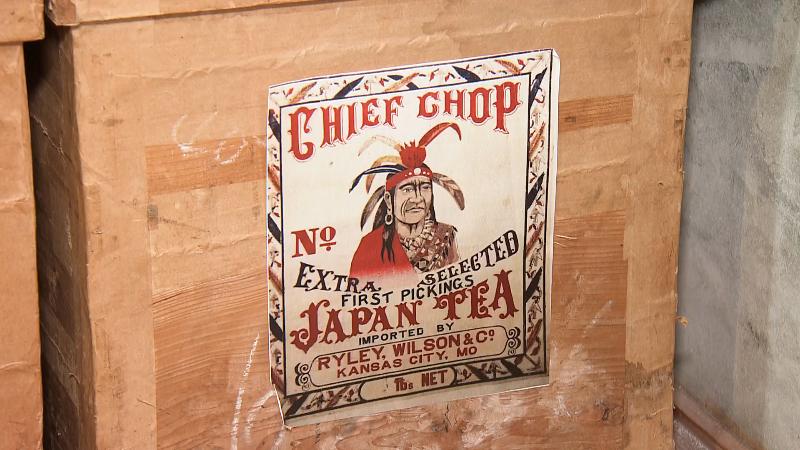 CHIEF CHOP
No
EXTRA SELECTED
FIRST PICKINGS
JAPAN TEA
IMPORTED BY
RYLEY, WILSON & Co
KANSAS CITY, MO
lbs NET